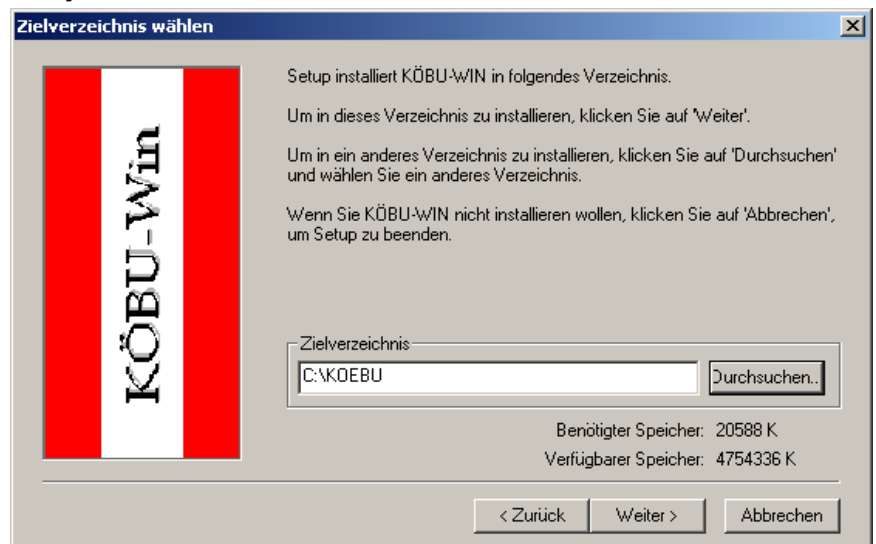 Zielverzeichnis wählen
KÖBU-Win
Setup installiert KÖBU-WIN in folgendes Verzeichnis.
Um in dieses Verzeichnis zu installieren, klicken Sie auf 'Weiter'.
Um in ein anderes Verzeichnis zu installieren, klicken Sie auf 'Durchsuchen'
und wählen Sie ein anderes Verzeichnis.
Wenn Sie KÖBU-WIN nicht installieren wollen, klicken Sie auf 'Abbrechen',
um Setup zu beenden.
Zielverzeichnis
C:\KOEBU
Durchsuchen..
Benötigter Speicher: 20588 K
Verfügbarer Speicher: 4754336 K
< Zurück Weiter > Abbrechen